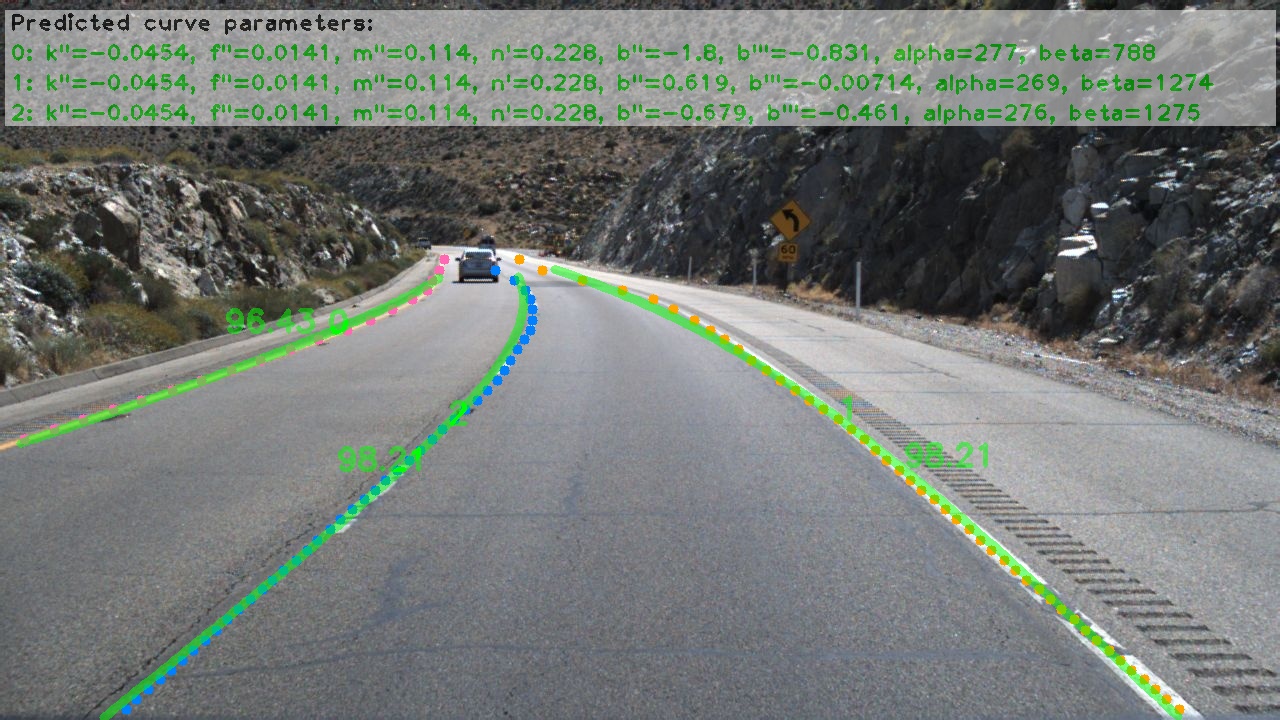 Predicted curve parameters:
0: k''=-0.0454, f''=0.0141, m''=0.114, n'=0.228, b''=-1.8, b'''=-0.831, alpha=277, beta=788
1: k''=-0.0454, f''=0.0141, m''=0.114, n'=0.228, b''=0.619, b'''=-0.00714, alpha=269, beta=1274
2: k''=-0.0454, f''=0.0141, m''=0.114, n'=0.228, b''=-0.679, b'''=-0.461, alpha=276, beta=1275
60
96.43 0
2
1
98.21
98.21